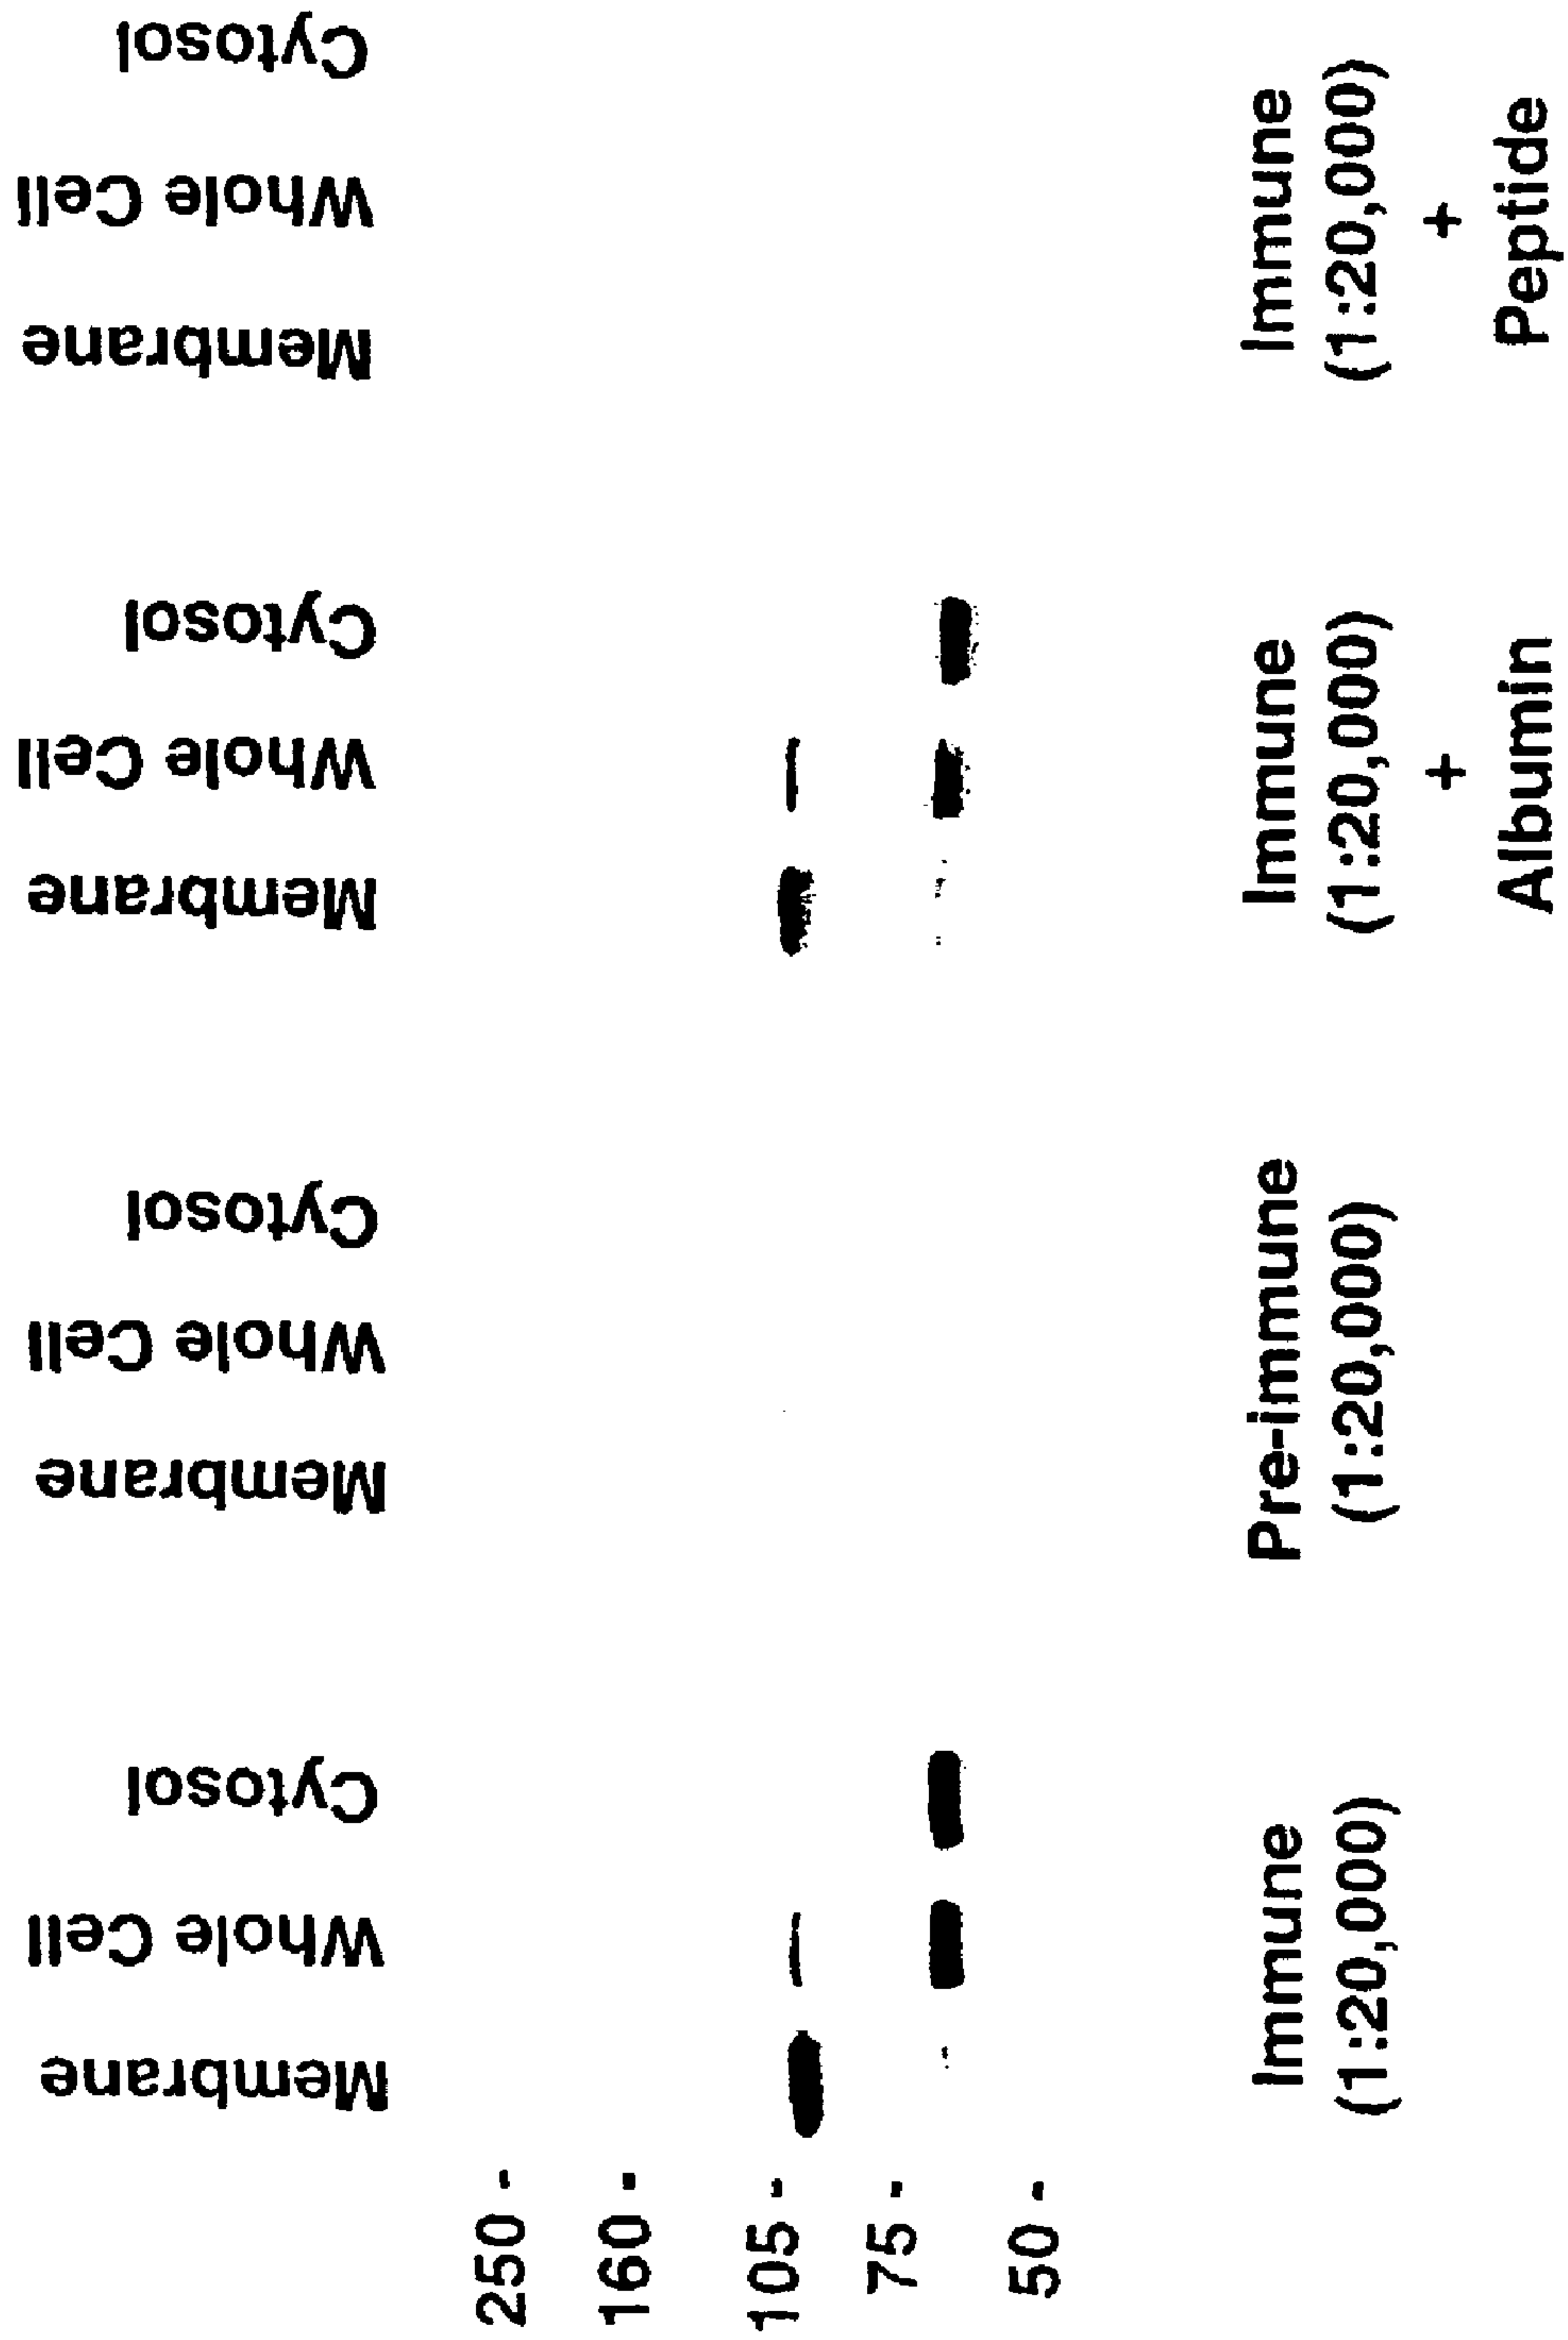 Membrane
Whole Cell
Cytosol
Membrane
Whole Cell
Cytosol
Membrane
Whole Cell
Cytosol
Membrane
Whole Cell
Cytosol
250 -
160 -
105 -
75 -
50 -
Immune
(1:20,000)
Pre-immune
(1:20,000)
Immune
(1:20,000)
+
Albumin
Immune
(1:20,000)
+
Peptide